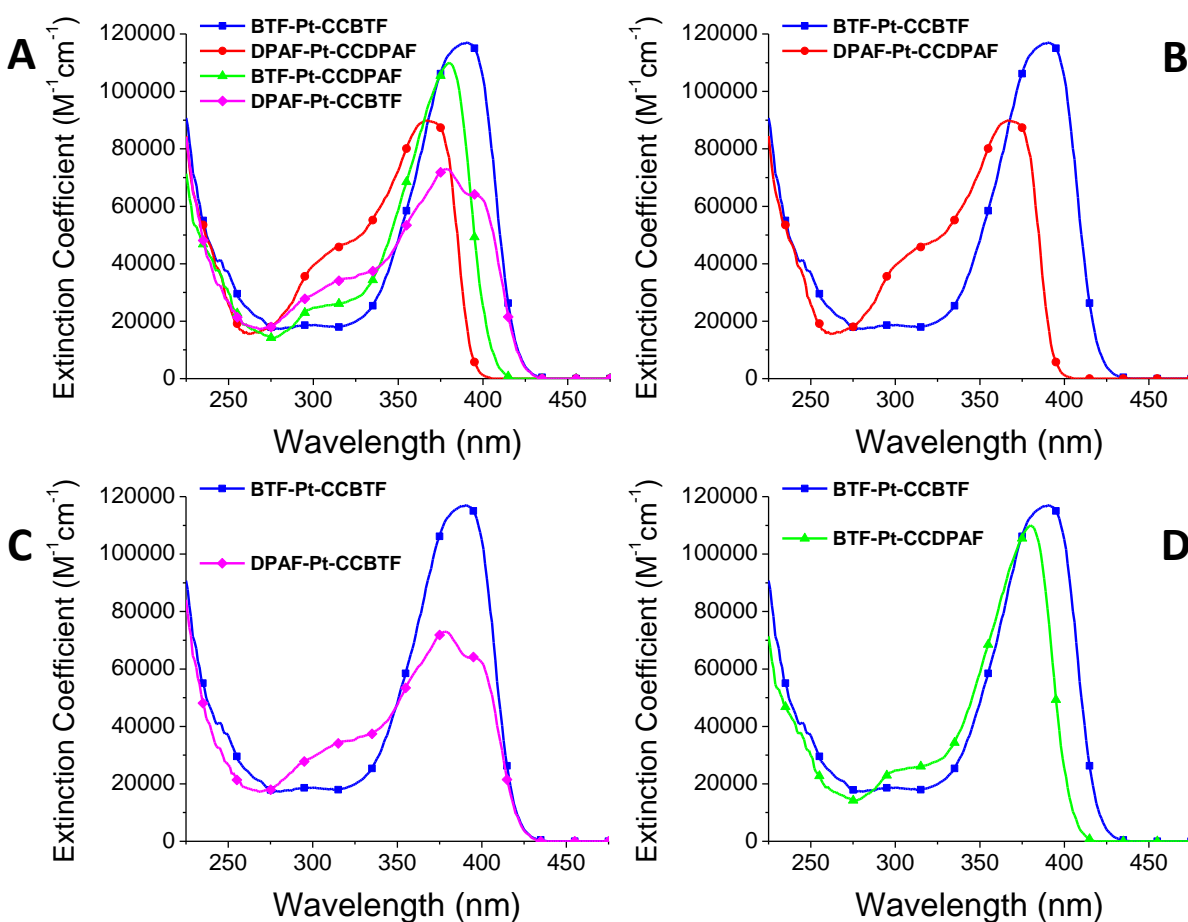 A
BTF-Pt-CCBTF
DPAF-Pt-CCDPAF
BTF-Pt-CCDPAF
DPAF-Pt-CCBTF
120000
100000
80000
60000
40000
20000
0
Extinction Coefficient (M⁻¹cm⁻¹)
250 300 350 400 450
Wavelength (nm)
B
BTF-Pt-CCBTF
DPAF-Pt-CCDPAF
120000
100000
80000
60000
40000
20000
0
Extinction Coefficient (M⁻¹cm⁻¹)
250 300 350 400 450
Wavelength (nm)
C
BTF-Pt-CCBTF
DPAF-Pt-CCBTF
120000
100000
80000
60000
40000
20000
0
Extinction Coefficient (M⁻¹cm⁻¹)
250 300 350 400 450
Wavelength (nm)
D
BTF-Pt-CCBTF
BTF-Pt-CCDPAF
120000
100000
80000
60000
40000
20000
0
Extinction Coefficient (M⁻¹cm⁻¹)
250 300 350 400 450
Wavelength (nm)